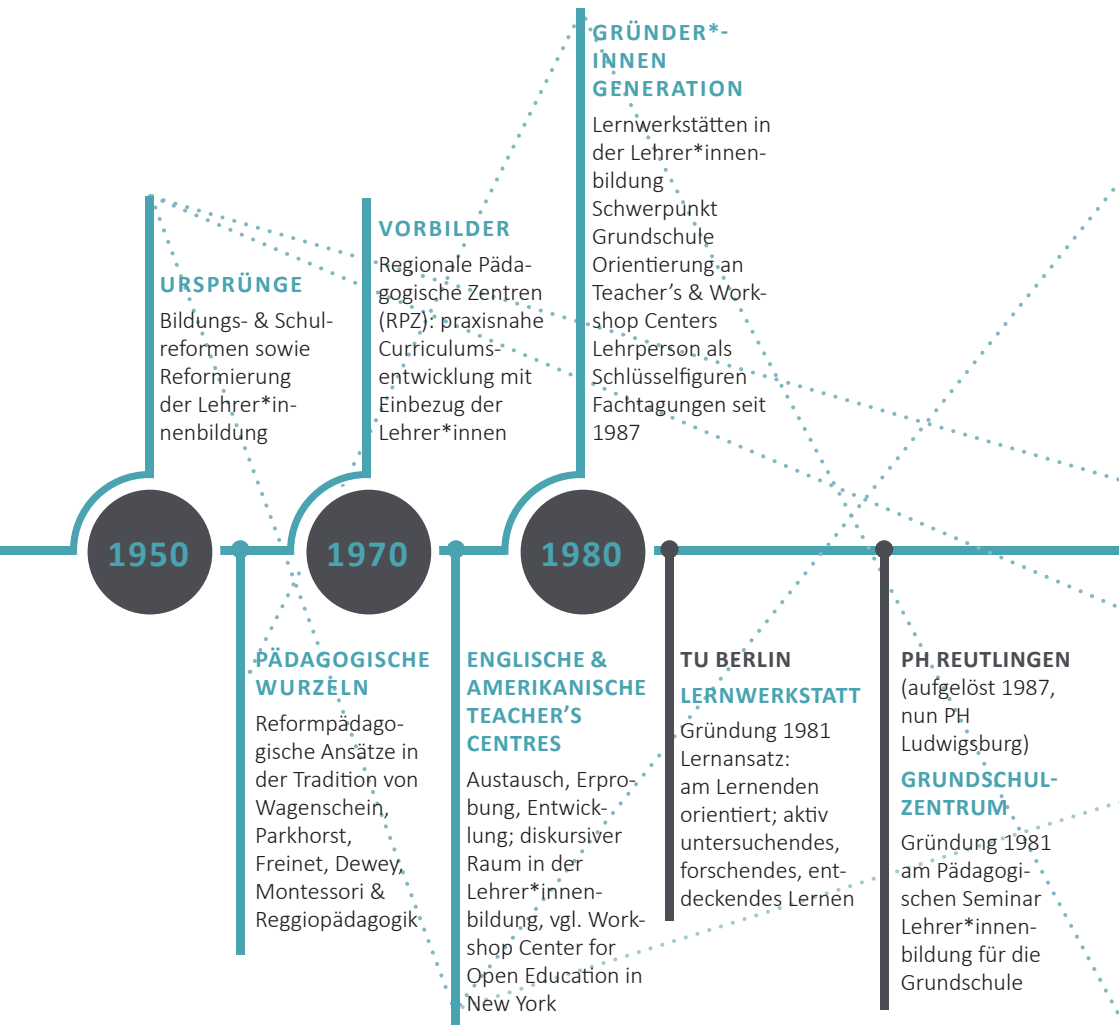 GRÜNDER*-
INNEN
GENERATION
Lernwerkstätten in
der Lehrer*innen-
bildung
Schwerpunkt
Grundschule
Orientierung an
Teacher’s & Work-
shop Centers
Lehrperson als
Schlüsselfiguren
Fachtagungen seit
1987
VORBILDER
Regionale Päda-
gogische Zentren
(RPZ): praxisnahe
Curriculums-
entwicklung mit
Einbezug der
Lehrer*innen
URSPRÜNGE
Bildungs- & Schul-
reformen sowie
Reformierung
der Lehrer*in-
nenbildung
1950
1970
1980
PÄDAGOGISCHE
WURZELN
Reformpädago-
gische Ansätze in
der Tradition von
Wagenschein,
Parkhorst,
Freinet, Dewey,
Montessori &
Reggiopädagogik
ENGLISCHE &
AMERIKANISCHE
TEACHER’S
CENTRES
Austausch, Erpro-
bung, Entwick-
lung; diskursiver
Raum in der
Lehrer*innen-
bildung, vgl. Work-
shop Center for
Open Education in
New York
TU BERLIN
LERNWERKSTATT
Gründung 1981
Lernansatz:
am Lernenden
orientiert; aktiv
untersuchendes,
forschendes, ent-
deckendes Lernen
PH REUTLINGEN
(aufgelöst 1987,
nun PH
Ludwigsburg)
GRUNDSCHUL-
ZENTRUM
Gründung 1981
am Pädagogi-
schen Seminar
Lehrer*innen-
bildung für die
Grundschule